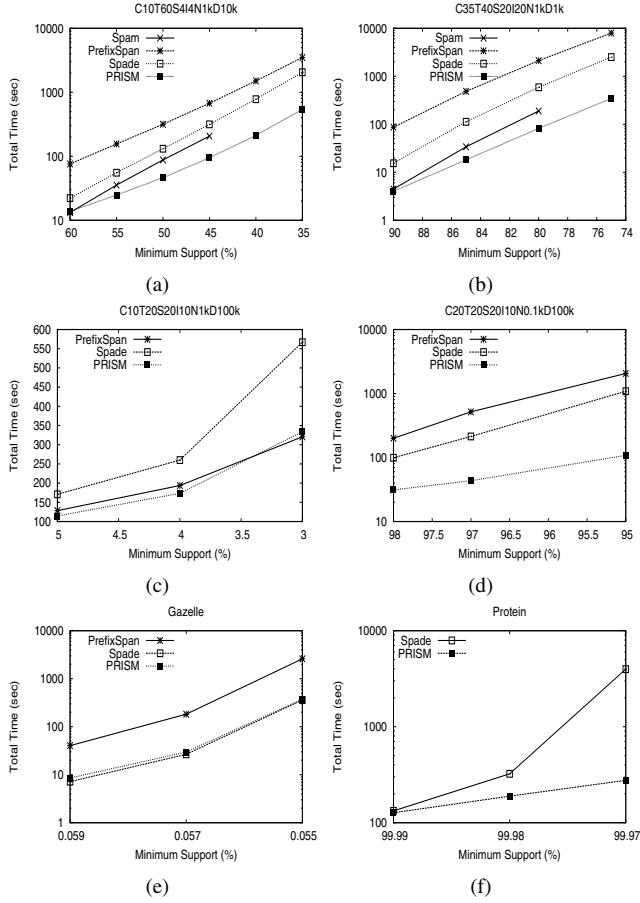 C10T60S4I4N1kD10k
Spam
PrefixSpan
Spade
PRISM
10000
1000
100
10
Total Time (sec)
60 55 50 45 40 35
Minimum Support (%)
(a)
C35T40S20I20N1kD1k
Spam
PrefixSpan
Spade
PRISM
10000
1000
100
10
1
Total Time (sec)
90 88 86 84 82 80 78 76 74
Minimum Support (%)
(b)
C10T20S20I10N1kD100k
PrefixSpan
Spade
PRISM
600
550
500
450
400
350
300
250
200
150
100
Total Time (sec)
5 4.5 4 3.5 3
Minimum Support (%)
(c)
C20T20S20I10N0.1kD100k
PrefixSpan
Spade
PRISM
10000
1000
100
10
Total Time (sec)
98 97.5 97 96.5 96 95.5 95
Minimum Support (%)
(d)
Gazelle
PrefixSpan
Spade
PRISM
10000
1000
100
10
1
Total Time (sec)
0.059 0.057 0.055
Minimum Support (%)
(e)
Protein
Spade
PRISM
10000
1000
100
Total Time (sec)
99.99 99.98 99.97
Minimum Support (%)
(f)